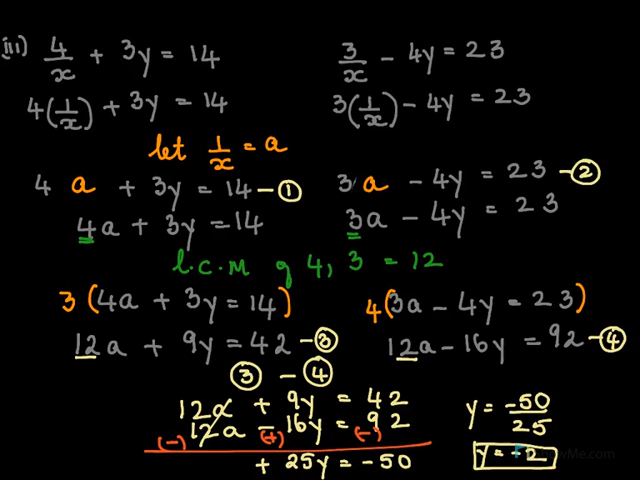 (iii) 4/x + 3y = 14    3/x - 4y = 23
4(1/x) + 3y = 14    3(1/x) - 4y = 23
let 1/x = a
4 a + 3y = 14 - ①    3 a - 4y = 23 - ②
4a + 3y = 14    3a - 4y = 23
l.c.M of 4, 3 = 12
3(4a + 3y = 14)    4(3a - 4y = 23)
12a + 9y = 42 - ③    12a - 16y = 92 - ④
③ - ④
12a + 9y = 42
12a - 16y = 92
(-) (+) (-)
+ 25y = -50
y = -50/25
y = -2